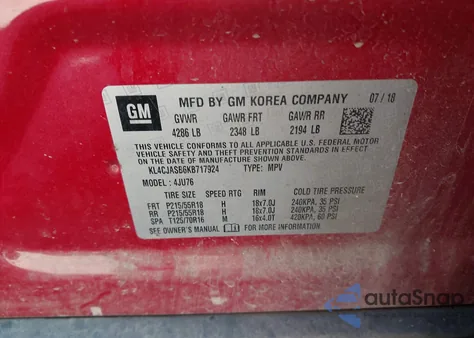 GM
MFD BY GM KOREA COMPANY 07/18
GVWR GAWR FRT GAWR RR
4286 LB 2348 LB 2194 LB
THIS VEHICLE CONFORMS TO ALL APPLICABLE U.S. FEDERAL MOTOR
VEHICLE SAFETY, BUMPER, AND THEFT PREVENTION STANDARDS IN
EFFECT ON THE DATE OF MANUFACTURE SHOWN ABOVE.
KL4CJASB6KB717924 TYPE: MPV
MODEL: 4JU76
TIRE SIZE SPEED RTG RIM COLD TIRE PRESSURE
FRT P215/55R18 H 18x7.0J 240KPA, 35 PSI
RR P215/55R18 H 18x7.0J 240KPA, 35 PSI
SPA T125/70R16 M 16x4.0T 420KPA, 60 PSI
SEE OWNER'S MANUAL FOR MORE INFORMATION.
autoSnap